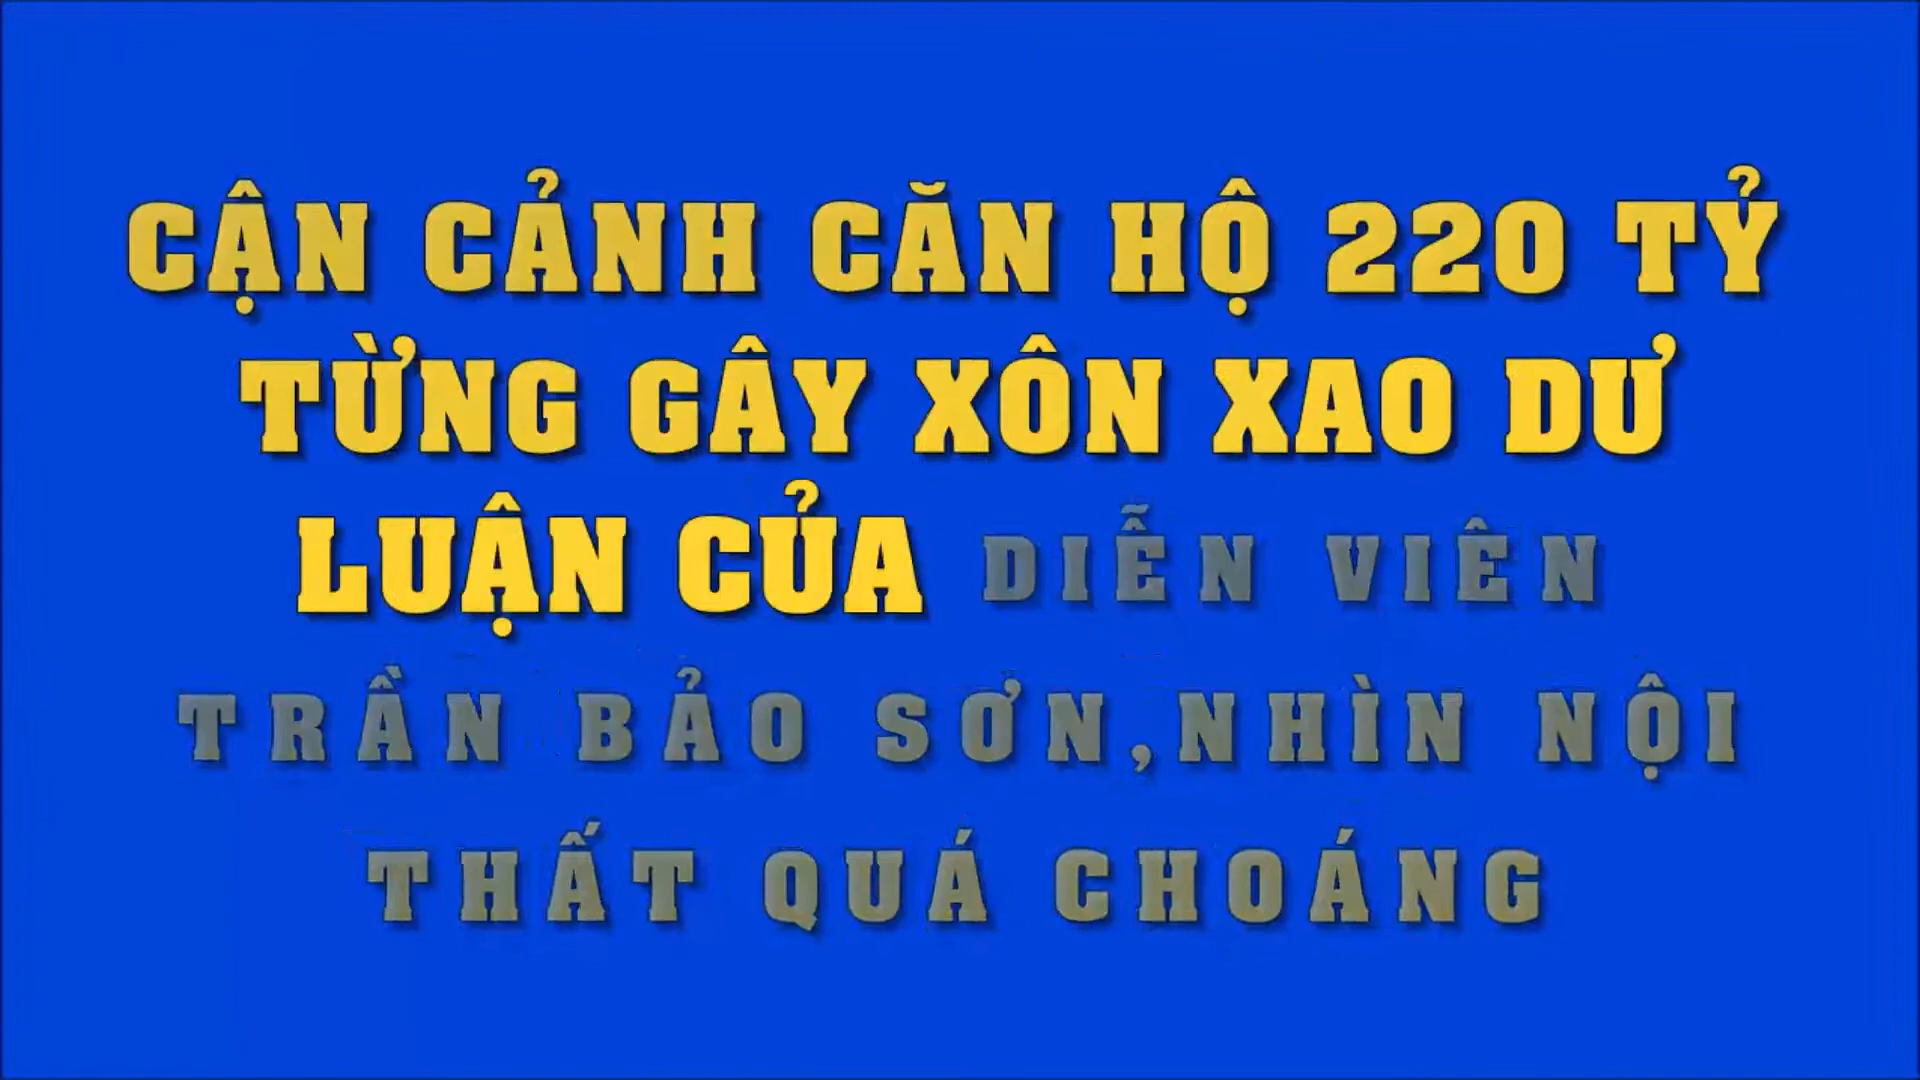 CẬN CẢNH CĂN HỘ 220 TỶ
TỪNG GÂY XÔN XAO DƯ
LUẬN CỦA DIỄN VIÊN
TRẦN BẢO SƠN,NHÌN NỘI
THẤT QUÁ CHOÁNG